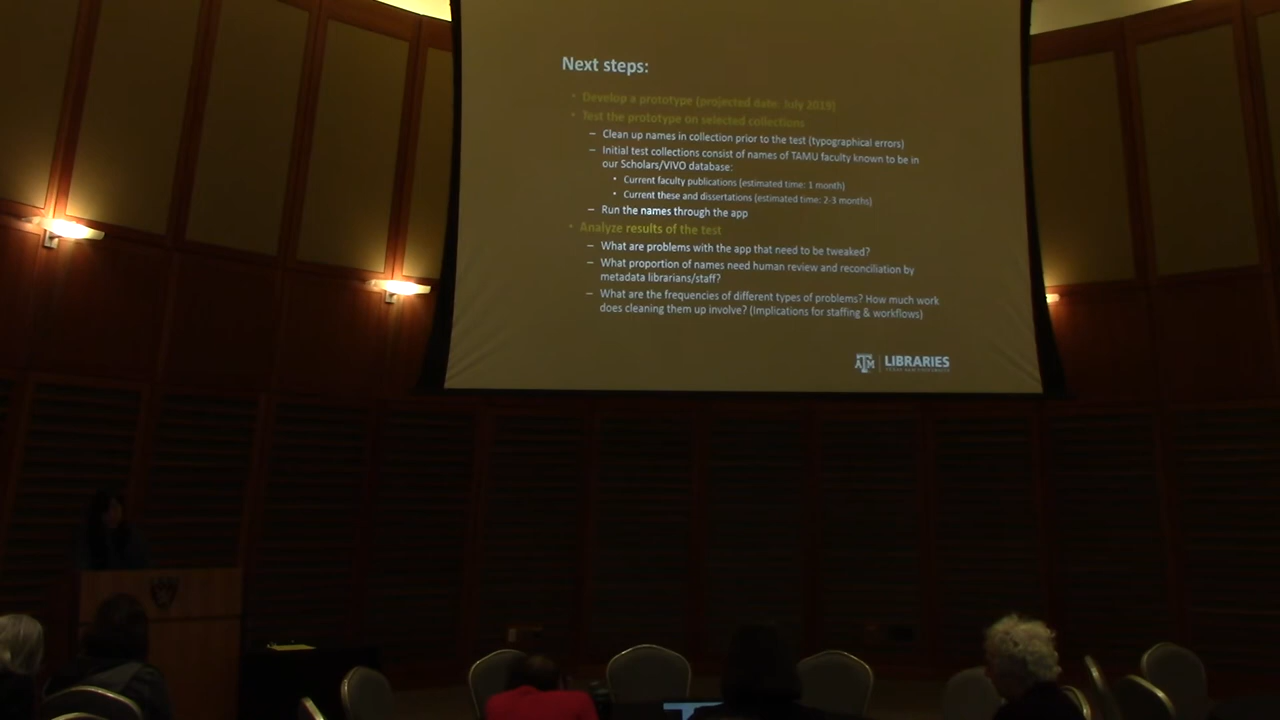 Next steps:
• Develop a prototype (projected date: July 2019)
• Test the prototype on selected collections
– Clean up names in collection prior to the test (typographical errors)
– Initial test collections consist of names of TAMU faculty known to be in
our Scholars/VIVO database:
• Current faculty publications (estimated time: 1 month)
• Current these and dissertations (estimated time: 2-3 months)
– Run the names through the app
• Analyze results of the test
– What are problems with the app that need to be tweaked?
– What proportion of names need human review and reconciliation by
metadata librarians/staff?
– What are the frequencies of different types of problems? How much work
does cleaning them up involve? (Implications for staffing & workflows)
ATM | LIBRARIES
TEXAS A&M UNIVERSITY